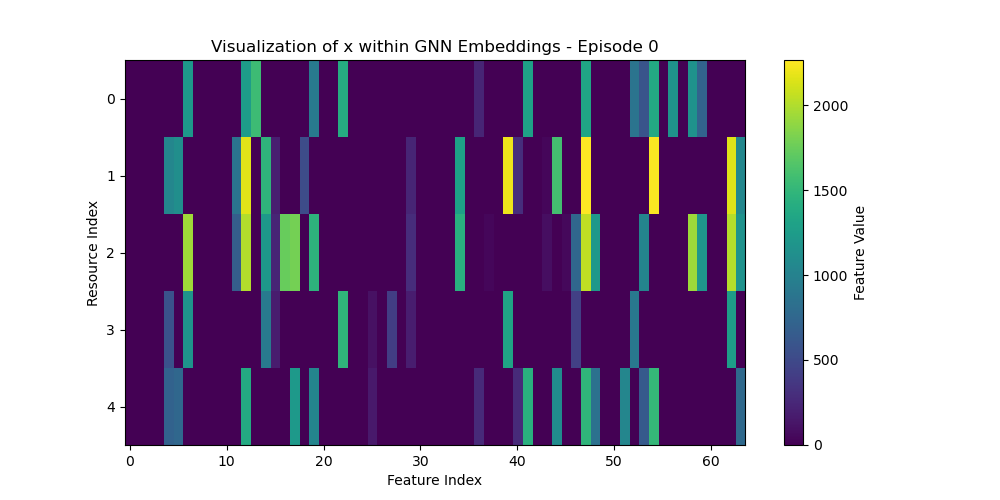 Visualization of x within GNN Embeddings - Episode 0
Resource Index
0
1
2
3
4
0 10 20 30 40 50 60
Feature Index
2000
1500
1000
500
0
Feature Value